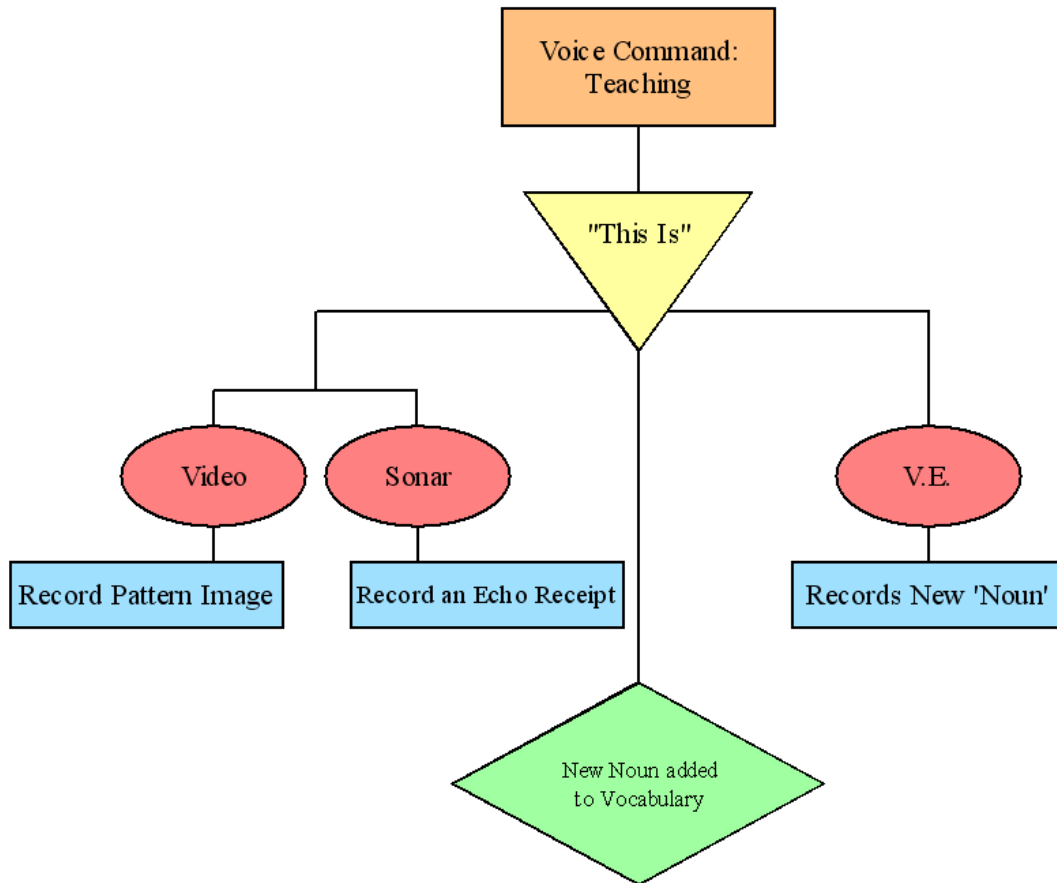 Voice Command:
Teaching
"This Is"
Video
Sonar
V.E.
Record Pattern Image
Record an Echo Receipt
Records New 'Noun'
New Noun added
to Vocabulary